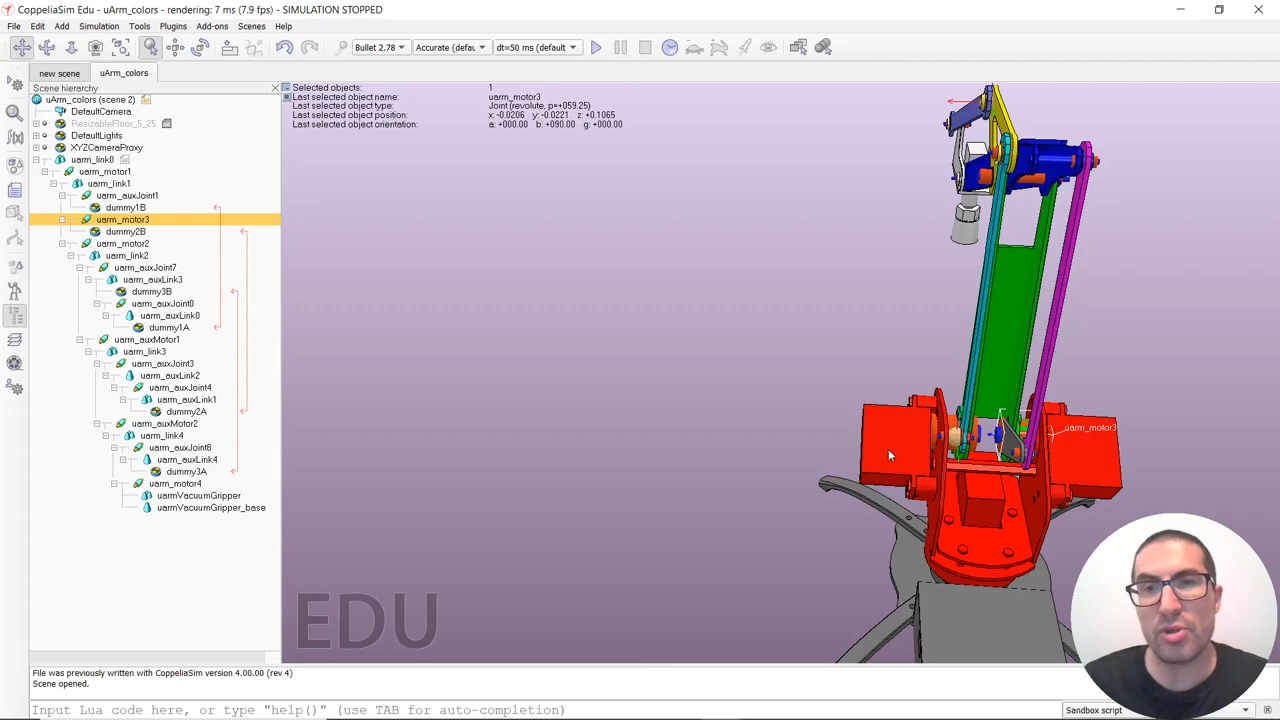 CoppeliaSim Edu - uArm_colors - rendering: 7 ms (7.9 fps) - SIMULATION STOPPED
File Edit Add Simulation Tools Plugins Add-ons Scenes Help
Bullet 2.78 Accurate (defau dt=50 ms (default
new scene uArm_colors
Scene hierarchy
uArm_colors (scene 2)
DefaultCamera
ResizableFloor_5_25
DefaultLights
XYZCameraProxy
uarm_link0
uarm_motor1
uarm_link1
uarm_auxJoint1
dummy1B
uarm_motor3
dummy2B
uarm_motor2
uarm_link2
uarm_auxJoint7
uarm_auxLink3
dummy3B
uarm_auxJoint0
uarm_auxLink0
dummy1A
uarm_auxMotor1
uarm_link3
uarm_auxJoint3
uarm_auxLink2
uarm_auxJoint4
uarm_auxLink1
dummy2A
uarm_auxMotor2
uarm_link4
uarm_auxJoint8
uarm_auxLink4
dummy3A
uarm_motor4
uarmVacuumGripper
uarmVacuumGripper_base
Selected objects: 1
Last selected object name: uarm_motor3
Last selected object type: Joint (revolute, p=+059.25)
Last selected object position: x: -0.0206 y: -0.0221 z: +0.1065
Last selected object orientation: a: +000.00 b: +090.00 g: +000.00
uarm_motor3
EDU
File was previously written with CoppeliaSim version 4.00.00 (rev 4)
Scene opened.
Input Lua code here, or type "help()" (use TAB for auto-completion)
Sandbox script